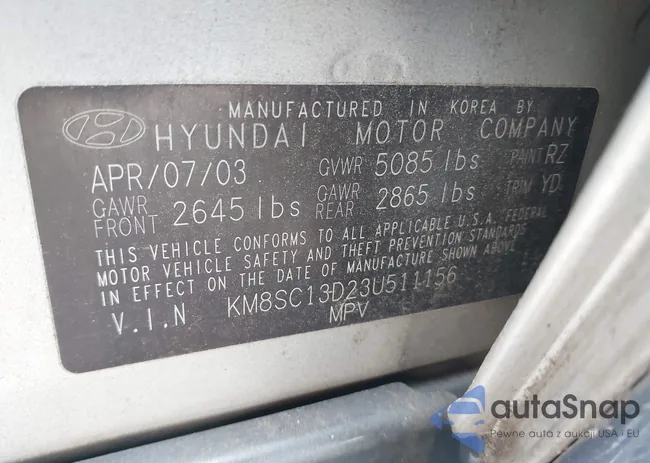 MANUFACTURED IN KOREA BY
HYUNDAI MOTOR COMPANY
APR/07/03 GVWR 5085 lbs PAINT RZ
GAWR FRONT 2645 lbs GAWR REAR 2865 lbs TRIM YD
THIS VEHICLE CONFORMS TO ALL APPLICABLE U.S.A. FEDERAL
MOTOR VEHICLE SAFETY AND THEFT PREVENTION STANDARDS
IN EFFECT ON THE DATE OF MANUFACTURE SHOWN ABOVE
V.I.N KM8SC13D23U511156
MPV
autaSnap
Pewne auta z aukcji USA i EU